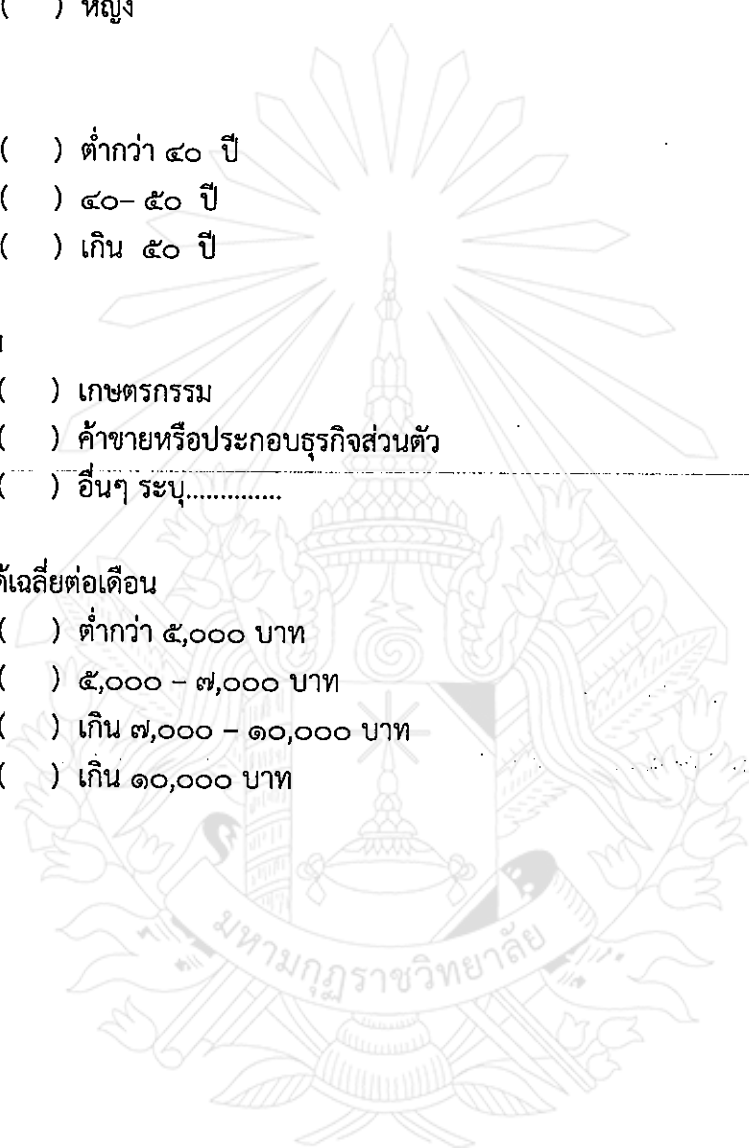 ( ) หญิง
( ) ต่ำกว่า ๔๐ ปี
( ) ๔๐– ๕๐ ปี
( ) เกิน ๕๐ ปี
( ) เกษตรกรรม
( ) ค้าขายหรือประกอบธุรกิจส่วนตัว
( ) อื่นๆ ระบุ..............
เฉลี่ยต่อเดือน
( ) ต่ำกว่า ๕,๐๐๐ บาท
( ) ๕,๐๐๐ – ๗,๐๐๐ บาท
( ) เกิน ๗,๐๐๐ – ๑๐,๐๐๐ บาท
( ) เกิน ๑๐,๐๐๐ บาท
มหามกุฏราชวิทยาลัย